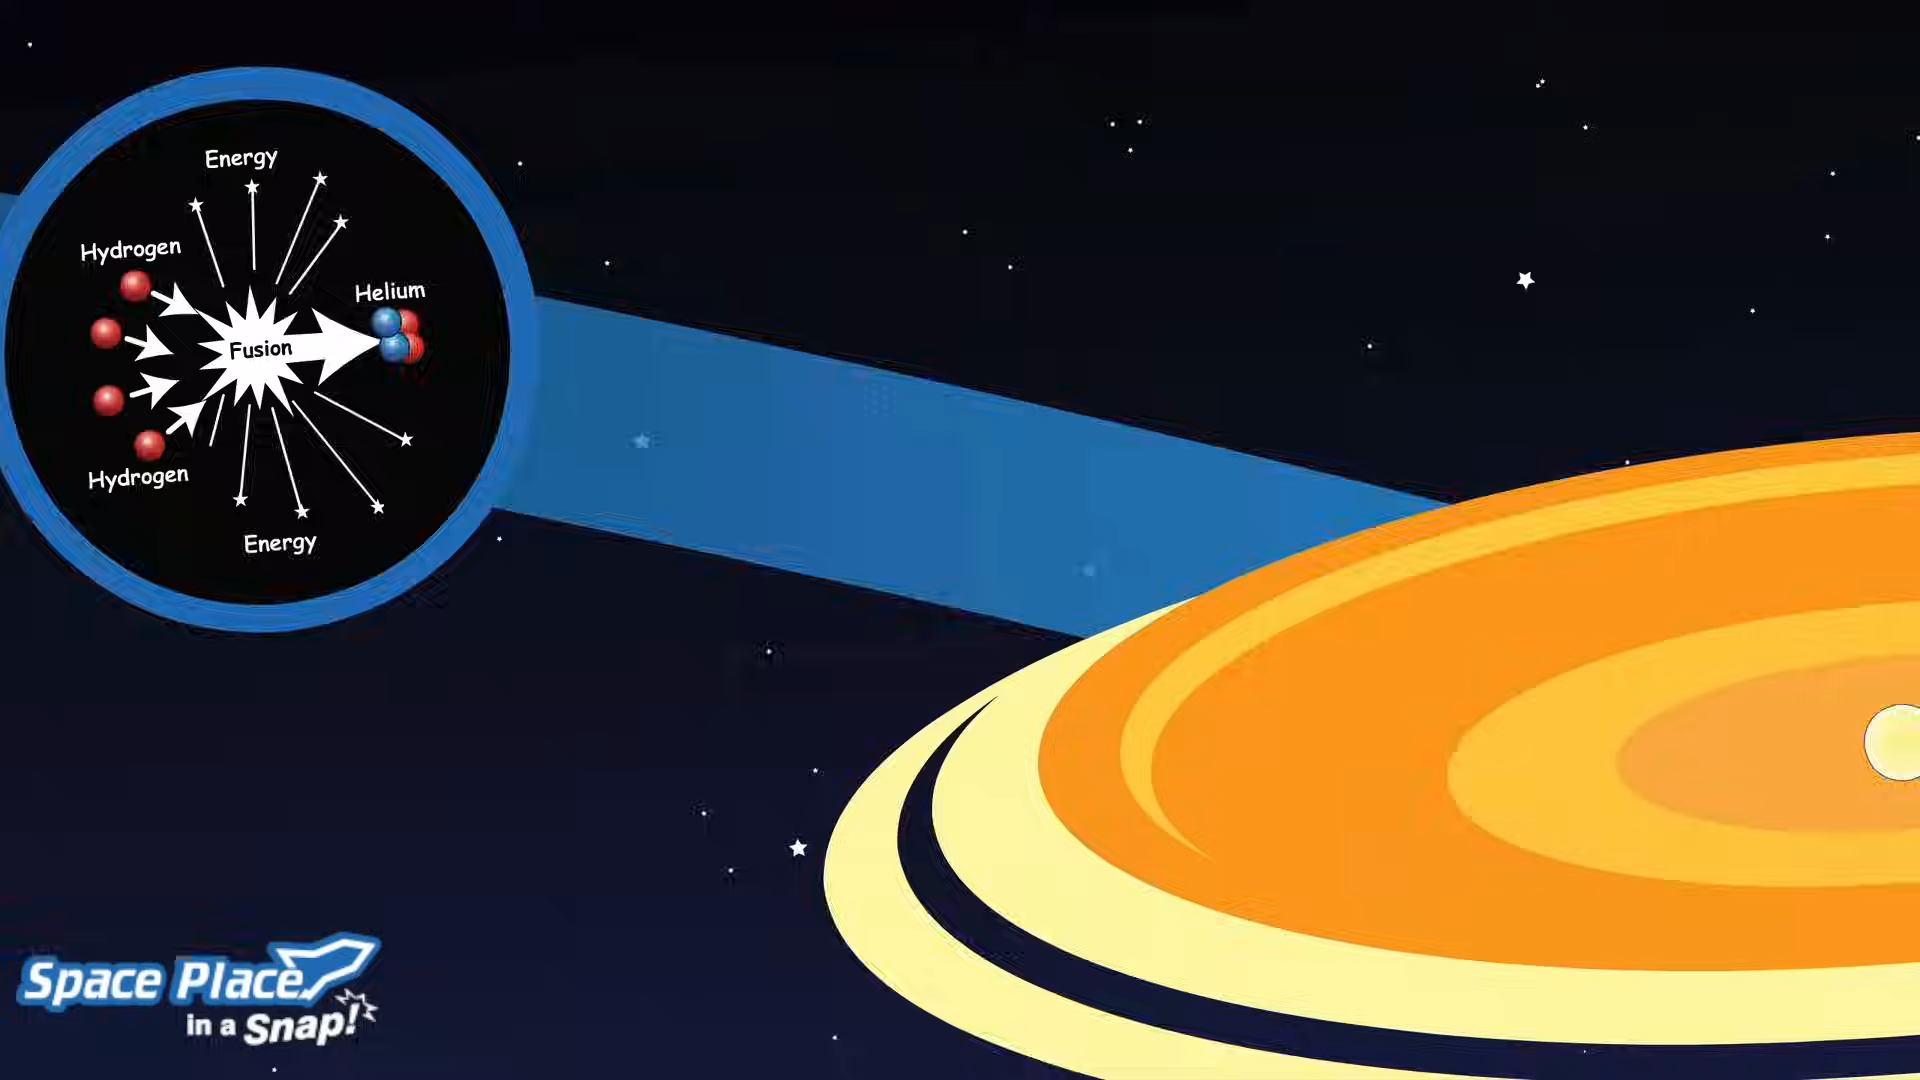 Energy
Hydrogen
Helium
Fusion
Hydrogen
Energy
Space Place
in a Snap!